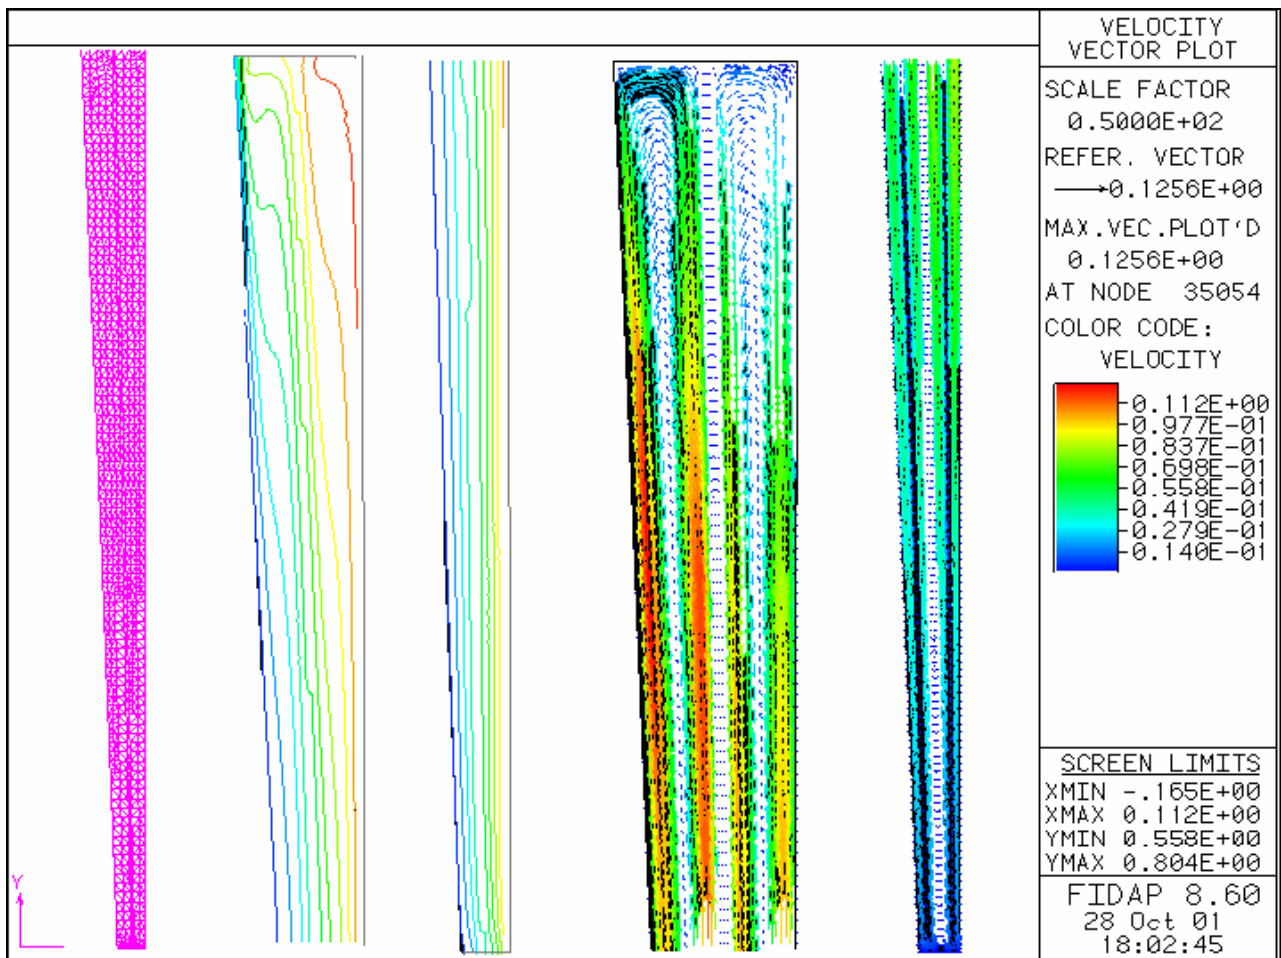 VELOCITY
VECTOR PLOT
SCALE FACTOR
0.5000E+02
REFER. VECTOR
0.1256E+00
MAX.VEC.PLOT'D
0.1256E+00
AT NODE 35054
COLOR CODE:
VELOCITY
0.112E+00
0.977E-01
0.837E-01
0.698E-01
0.558E-01
0.419E-01
0.279E-01
0.140E-01
SCREEN LIMITS
XMIN -.165E+00
XMAX 0.112E+00
YMIN 0.558E+00
YMAX 0.804E+00
FIDAP 8.60
28 Oct 01
18:02:45
Y